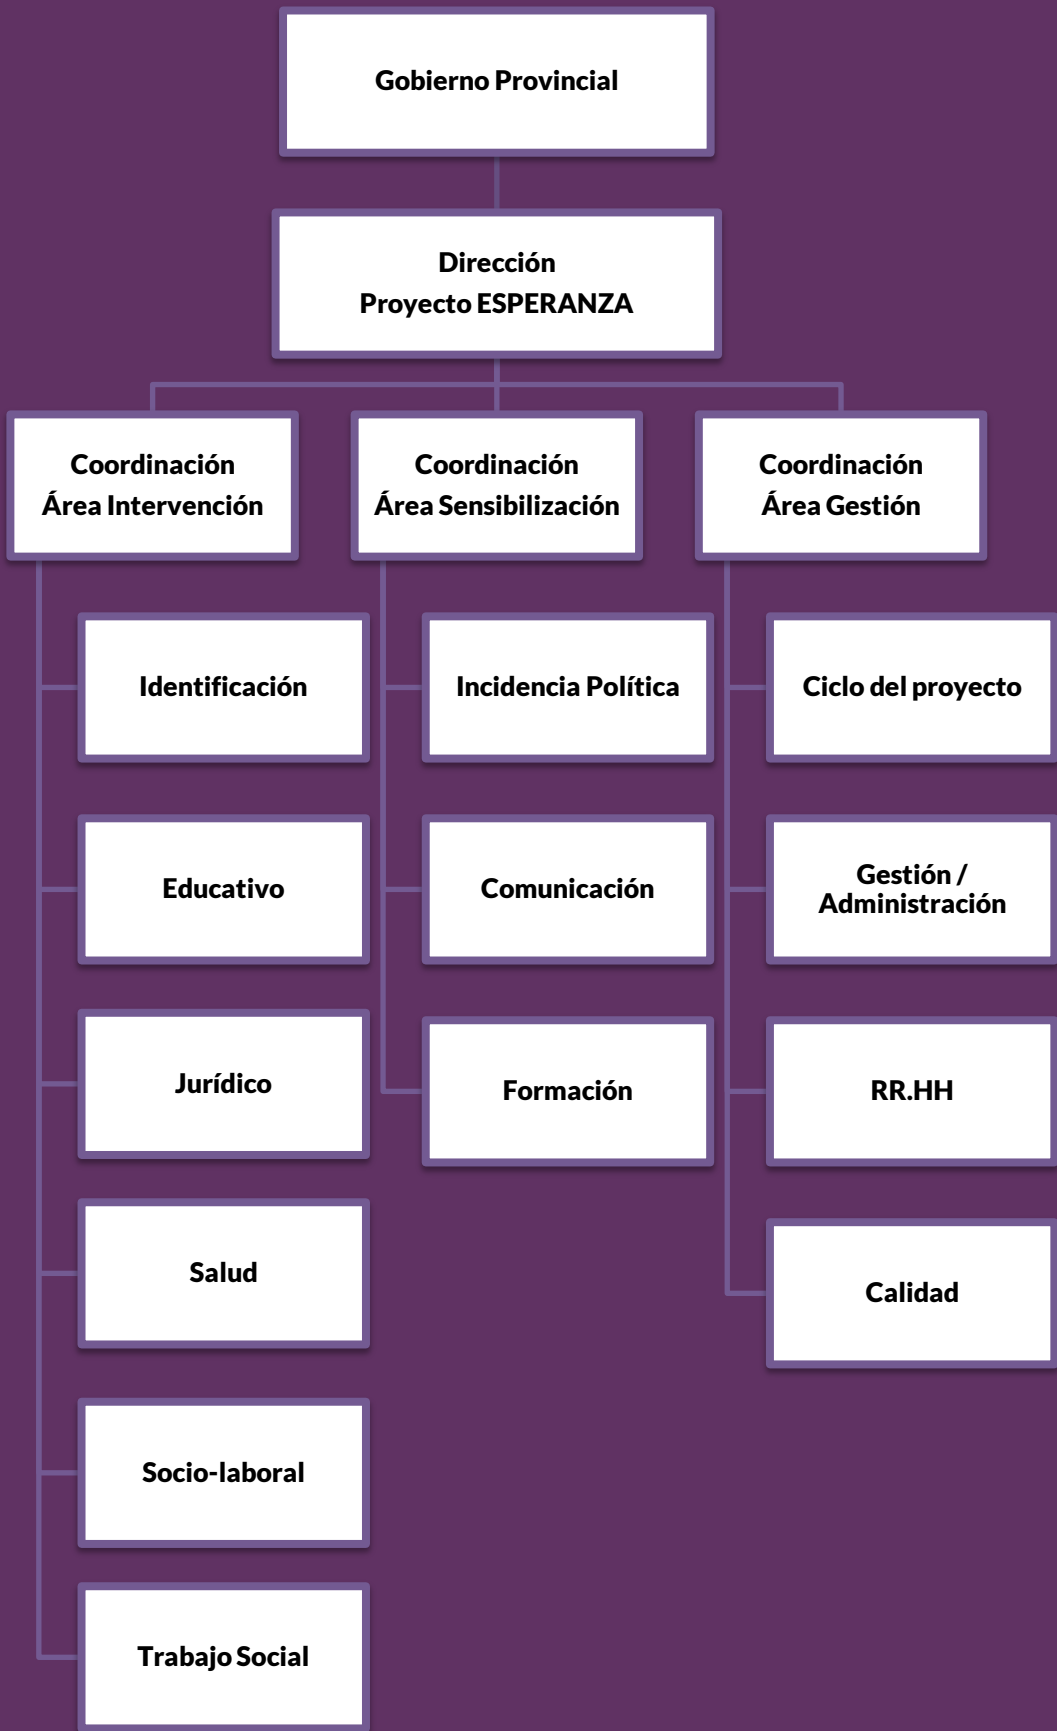 Gobierno Provincial
Dirección
Proyecto ESPERANZA
Coordinación
Área Intervención
Coordinación
Área Sensibilización
Coordinación
Área Gestión
Identificación
Educativo
Jurídico
Salud
Socio-laboral
Trabajo Social
Incidencia Política
Comunicación
Formación
Ciclo del proyecto
Gestión /
Administración
RR.HH
Calidad